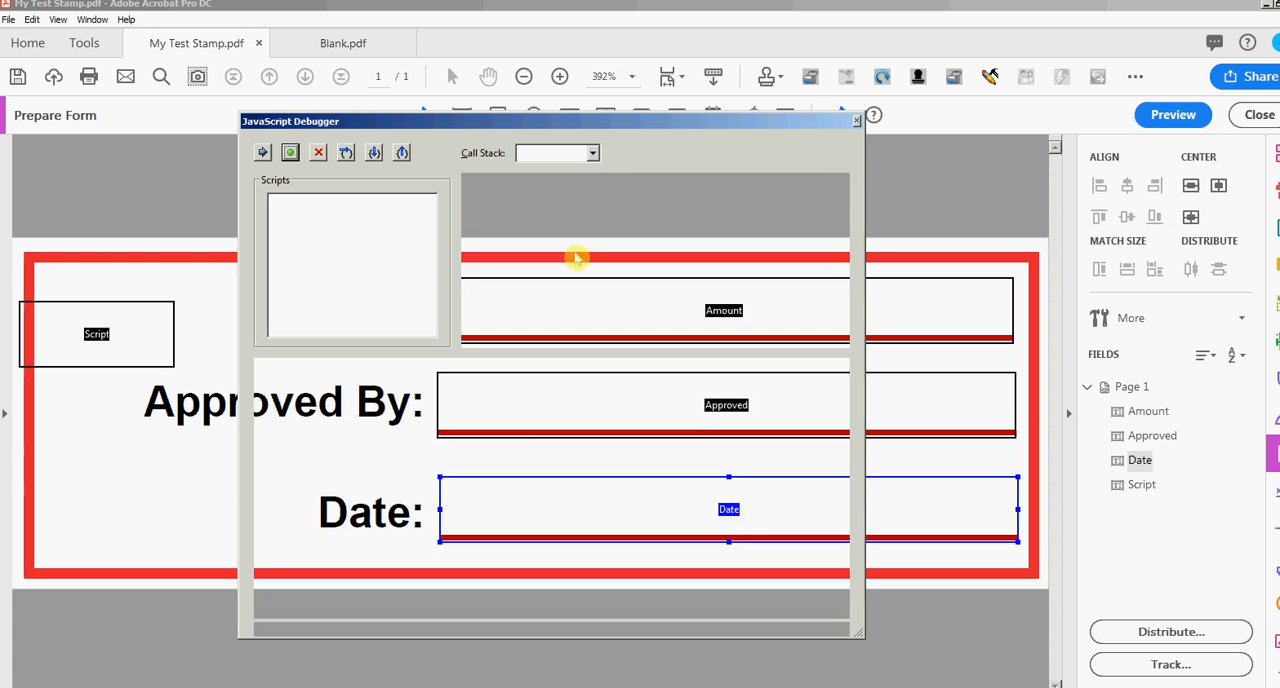 My Test Stamp.pdf - Adobe Acrobat Pro DC
File Edit View Window Help
Home Tools My Test Stamp.pdf × Blank.pdf
1 / 1 392% Share
Prepare Form Preview Close
JavaScript Debugger
Call Stack:
Scripts
Script
Amount
Approved By: Approved
Date: Date
ALIGN CENTER
MATCH SIZE DISTRIBUTE
More
FIELDS
Page 1
Amount
Approved
Date
Script
Distribute...
Track...